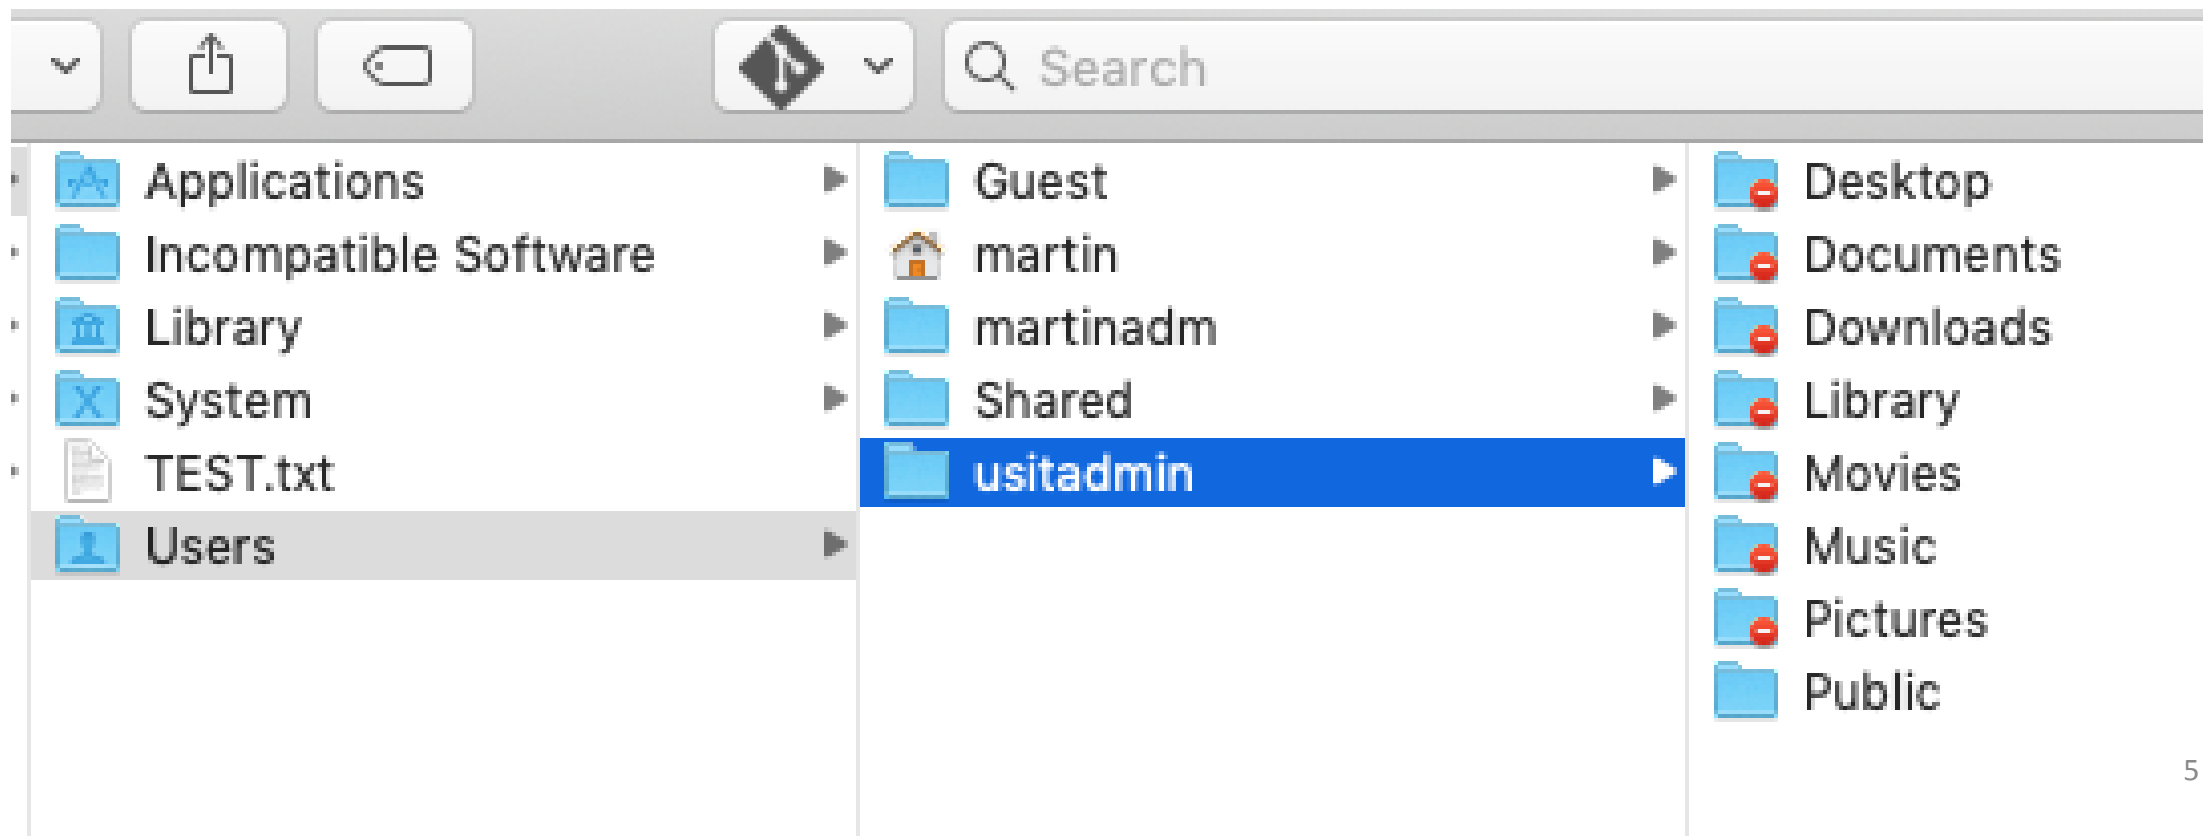 Search
Applications
Incompatible Software
Library
System
TEST.txt
Users
Guest
martin
martinadm
Shared
usitadmin
Desktop
Documents
Downloads
Library
Movies
Music
Pictures
Public
5